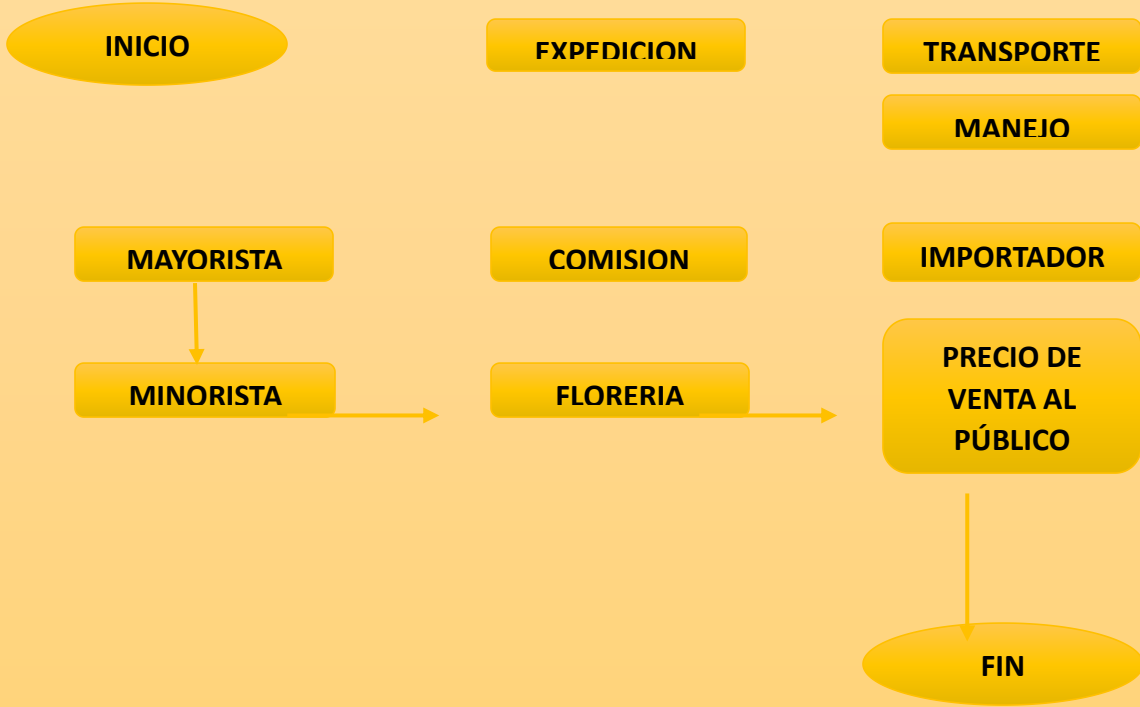 INICIO
EXPEDICION
TRANSPORTE
MANEJO
MAYORISTA
COMISION
IMPORTADOR
MINORISTA
FLORERIA
PRECIO DE
VENTA AL
PÚBLICO
FIN